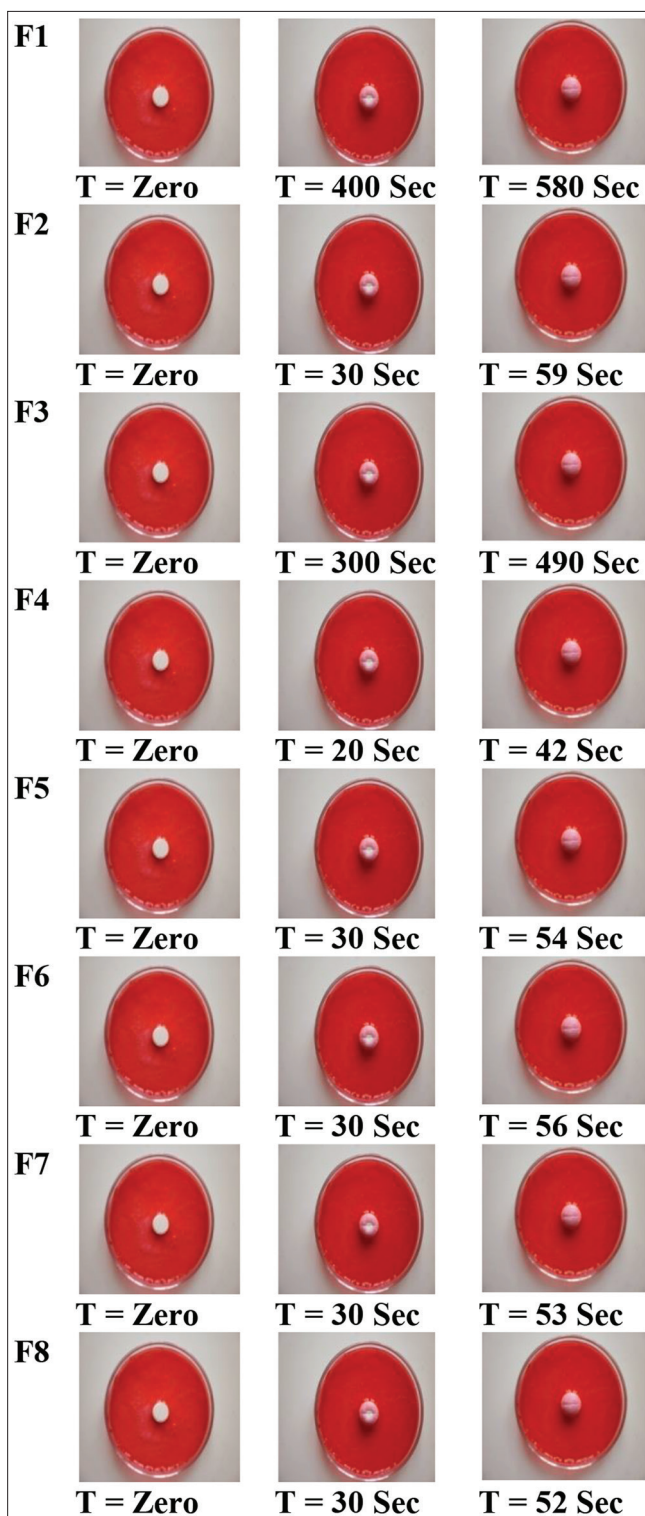 F1
T = Zero T = 400 Sec T = 580 Sec
F2
T = Zero T = 30 Sec T = 59 Sec
F3
T = Zero T = 300 Sec T = 490 Sec
F4
T = Zero T = 20 Sec T = 42 Sec
F5
T = Zero T = 30 Sec T = 54 Sec
F6
T = Zero T = 30 Sec T = 56 Sec
F7
T = Zero T = 30 Sec T = 53 Sec
F8
T = Zero T = 30 Sec T = 52 Sec